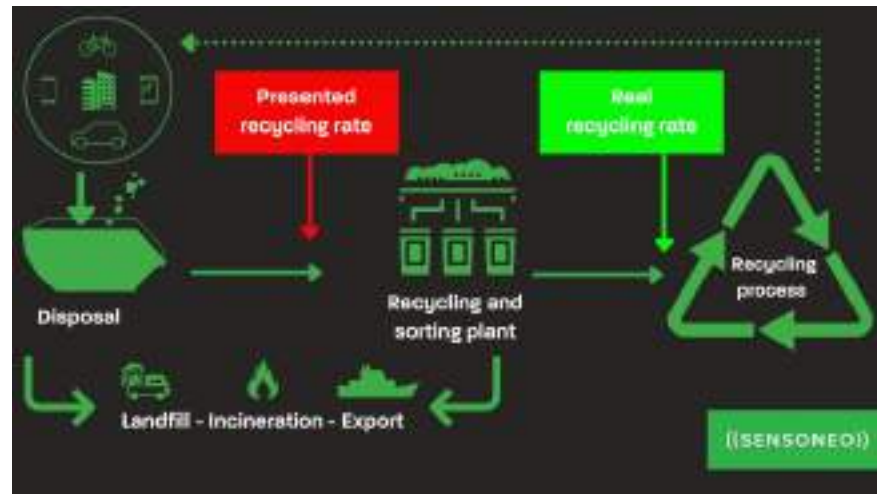 Presented
recycling rate
Real
recycling rate
Disposal
Recycling and
sorting plant
Recycling
process
Landfill - Incineration - Export
((SENSONEO))